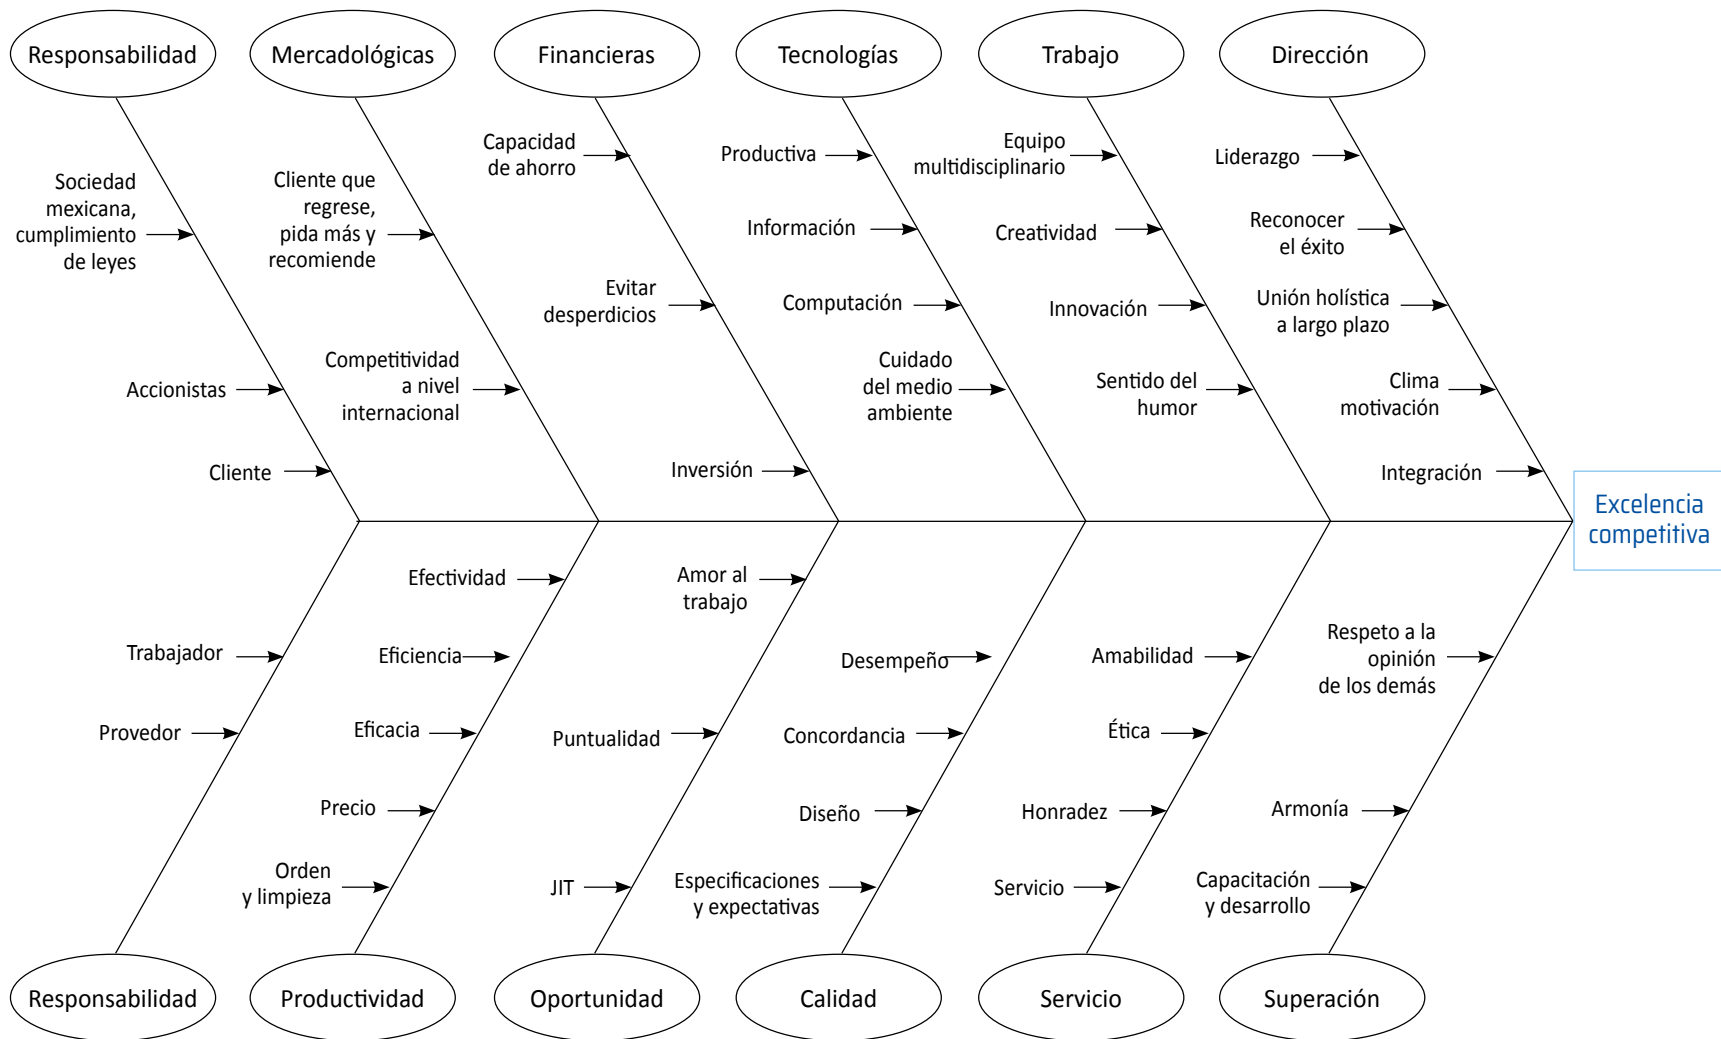 Responsabilidad
Mercadológicas
Financieras
Tecnologías
Trabajo
Dirección
Sociedad
mexicana,
cumplimiento
de leyes
Accionistas
Cliente
Cliente que
regrese,
pida más y
recomiende
Competitividad
a nivel
internacional
Capacidad
de ahorro
Evitar
desperdicios
Inversión
Productiva
Información
Computación
Cuidado
del medio
ambiente
Equipo
multidisciplinario
Creatividad
Innovación
Sentido del
humor
Liderazgo
Reconocer
el éxito
Unión holística
a largo plazo
Clima
motivación
Integración
Excelencia
competitiva
Trabajador
Provedor
Efectividad
Eficiencia
Eficacia
Precio
Orden
y limpieza
Amor al
trabajo
Puntualidad
JIT
Desempeño
Concordancia
Diseño
Especificaciones
y expectativas
Amabilidad
Ética
Honradez
Servicio
Respeto a la
opinión
de los demás
Armonía
Capacitación
y desarrollo
Responsabilidad
Productividad
Oportunidad
Calidad
Servicio
Superación